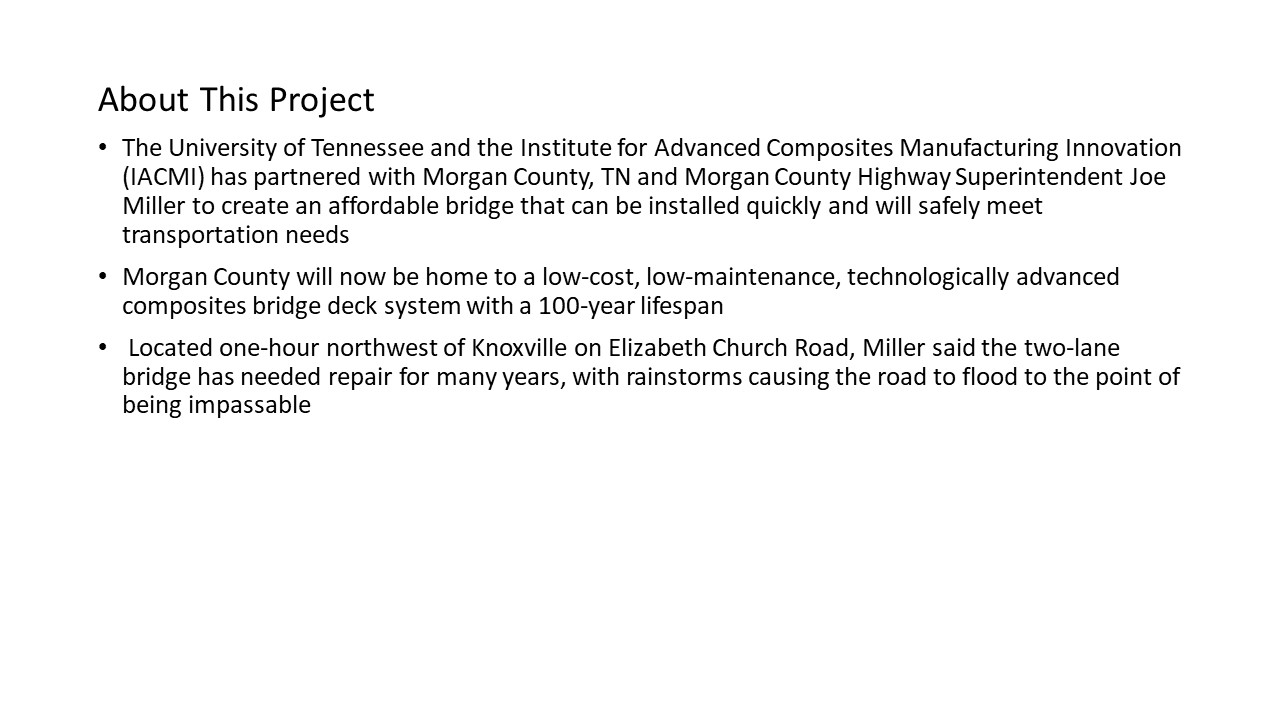 About This Project
• The University of Tennessee and the Institute for Advanced Composites Manufacturing Innovation
(IACMI) has partnered with Morgan County, TN and Morgan County Highway Superintendent Joe
Miller to create an affordable bridge that can be installed quickly and will safely meet
transportation needs
• Morgan County will now be home to a low-cost, low-maintenance, technologically advanced
composites bridge deck system with a 100-year lifespan
• Located one-hour northwest of Knoxville on Elizabeth Church Road, Miller said the two-lane
bridge has needed repair for many years, with rainstorms causing the road to flood to the point of
being impassable